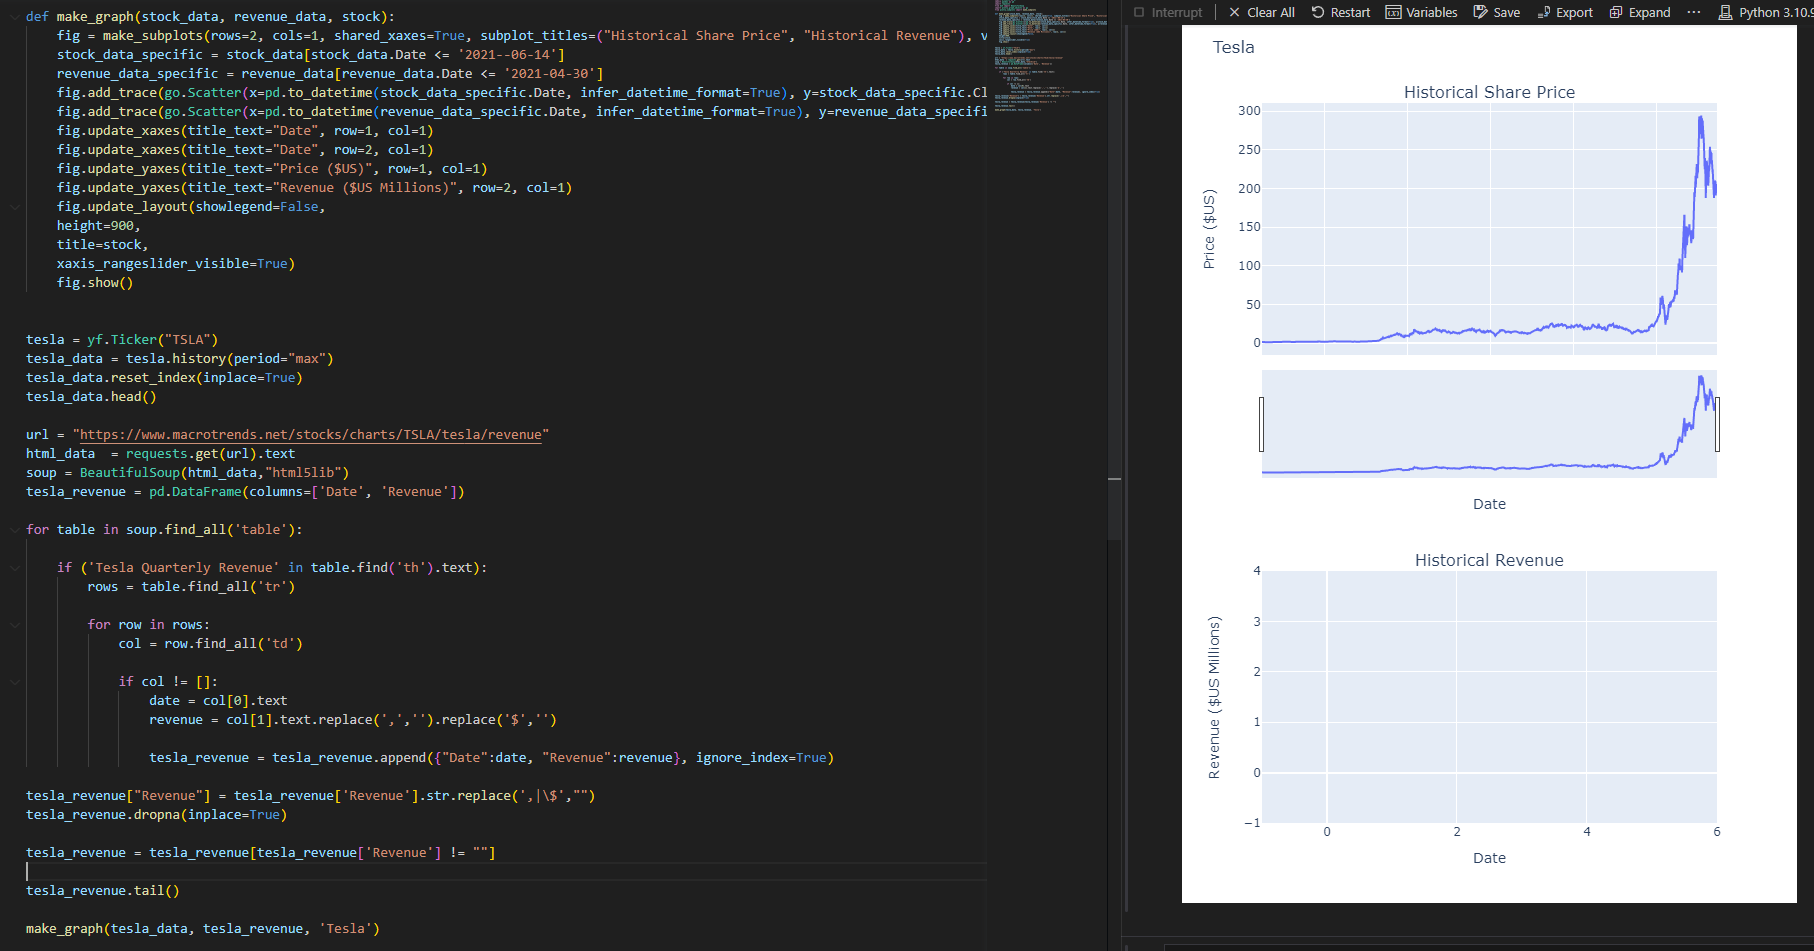 def make_graph(stock_data, revenue_data, stock):
fig = make_subplots(rows=2, cols=1, shared_xaxes=True, subplot_titles=("Historical Share Price", "Historical Revenue"), v
stock_data_specific = stock_data[stock_data.Date <= '2021--06-14']
revenue_data_specific = revenue_data[revenue_data.Date <= '2021-04-30']
fig.add_trace(go.Scatter(x=pd.to_datetime(stock_data_specific.Date, infer_datetime_format=True), y=stock_data_specific.Cl
fig.add_trace(go.Scatter(x=pd.to_datetime(revenue_data_specific.Date, infer_datetime_format=True), y=revenue_data_specifi
fig.update_xaxes(title_text="Date", row=1, col=1)
fig.update_xaxes(title_text="Date", row=2, col=1)
fig.update_yaxes(title_text="Price ($US)", row=1, col=1)
fig.update_yaxes(title_text="Revenue ($US Millions)", row=2, col=1)
fig.update_layout(showlegend=False,
height=900,
title=stock,
xaxis_rangeslider_visible=True)
fig.show()
tesla = yf.Ticker("TSLA")
tesla_data = tesla.history(period="max")
tesla_data.reset_index(inplace=True)
tesla_data.head()
url = "https://www.macrotrends.net/stocks/charts/TSLA/tesla/revenue"
html_data  = requests.get(url).text
soup = BeautifulSoup(html_data,"html5lib")
tesla_revenue = pd.DataFrame(columns=['Date', 'Revenue'])
for table in soup.find_all('table'):
if ('Tesla Quarterly Revenue' in table.find('th').text):
rows = table.find_all('tr')
for row in rows:
col = row.find_all('td')
if col != []:
date = col[0].text
revenue = col[1].text.replace(',','').replace('$','')
tesla_revenue = tesla_revenue.append({"Date":date, "Revenue":revenue}, ignore_index=True)
tesla_revenue["Revenue"] = tesla_revenue['Revenue'].str.replace(',|\$',"")
tesla_revenue.dropna(inplace=True)
tesla_revenue = tesla_revenue[tesla_revenue['Revenue'] != ""]
tesla_revenue.tail()
make_graph(tesla_data, tesla_revenue, 'Tesla')
Interrupt Clear All Restart Variables Save Export Expand ··· Python 3.10.9
Tesla
Historical Share Price
300
250
200
150
100
50
0
Price ($US)
Date
Historical Revenue
4
3
2
1
0
−1
Revenue ($US Millions)
0 2 4 6
Date